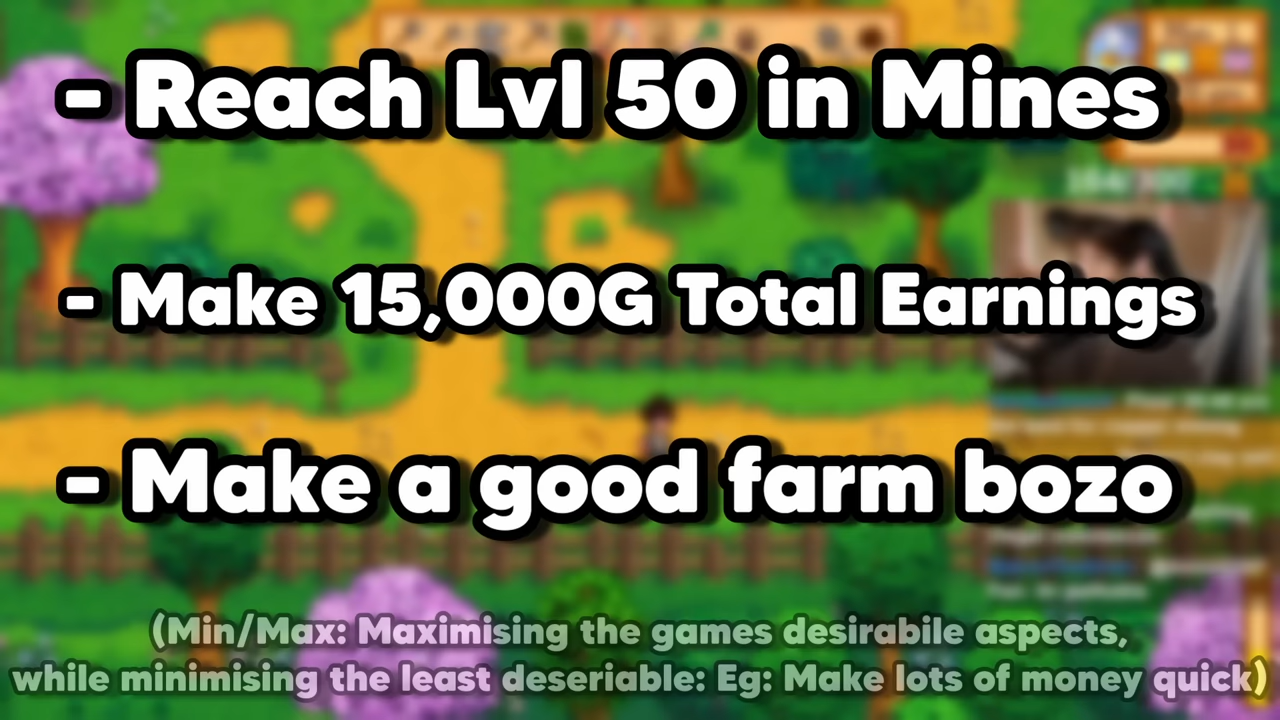 - Reach Lvl 50 in Mines
- Make 15,000G Total Earnings
- Make a good farm bozo
(Min/Max: Maximising the games desirabile aspects,
while minimising the least deseriable: Eg: Make lots of money quick)